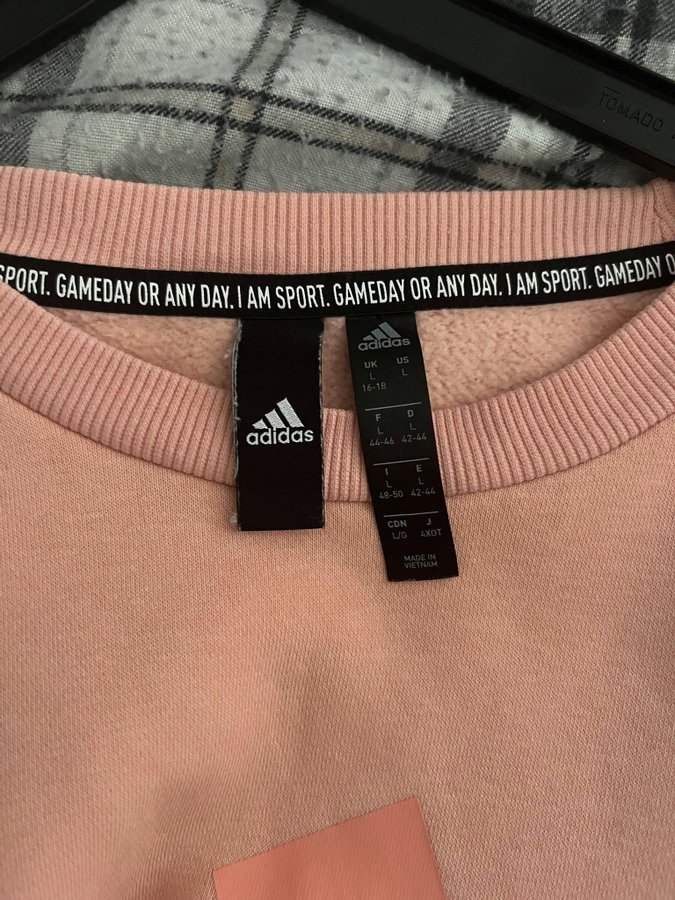 TOMADO
SPORT. GAMEDAY OR ANY DAY. I AM SPORT. GAMEDAY OR ANY DAY. I AM SPORT. GAMEDAY O
adidas
adidas
UK US
L L
16-18
F D
L L
44-46 42-44
I E
L L
48-50 42-44
CDN J
L/G 4XOT
MADE IN
VIETNAM